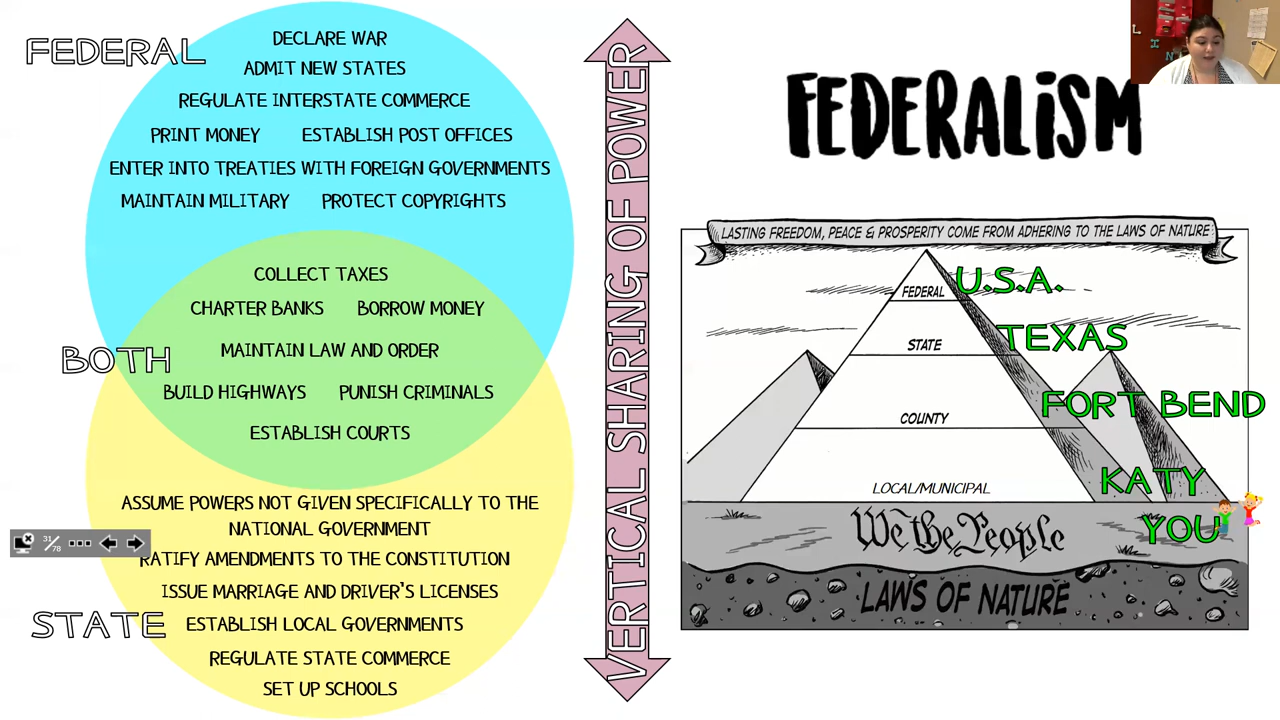 FEDERAL
DECLARE WAR
ADMIT NEW STATES
REGULATE INTERSTATE COMMERCE
PRINT MONEY ESTABLISH POST OFFICES
ENTER INTO TREATIES WITH FOREIGN GOVERNMENTS
MAINTAIN MILITARY PROTECT COPYRIGHTS
COLLECT TAXES
CHARTER BANKS BORROW MONEY
BOTH
MAINTAIN LAW AND ORDER
BUILD HIGHWAYS PUNISH CRIMINALS
ESTABLISH COURTS
ASSUME POWERS NOT GIVEN SPECIFICALLY TO THE
NATIONAL GOVERNMENT
31/78
RATIFY AMENDMENTS TO THE CONSTITUTION
ISSUE MARRIAGE AND DRIVER'S LICENSES
STATE
ESTABLISH LOCAL GOVERNMENTS
REGULATE STATE COMMERCE
SET UP SCHOOLS
VERTICAL SHARING OF POWER
FEDERALiSM
LASTING FREEDOM, PEACE & PROSPERITY COME FROM ADHERING TO THE LAWS OF NATURE
FEDERAL U.S.A.
STATE TEXAS
COUNTY FORT BEND
LOCAL/MUNICIPAL KATY
We the People YOU
LAWS OF NATURE